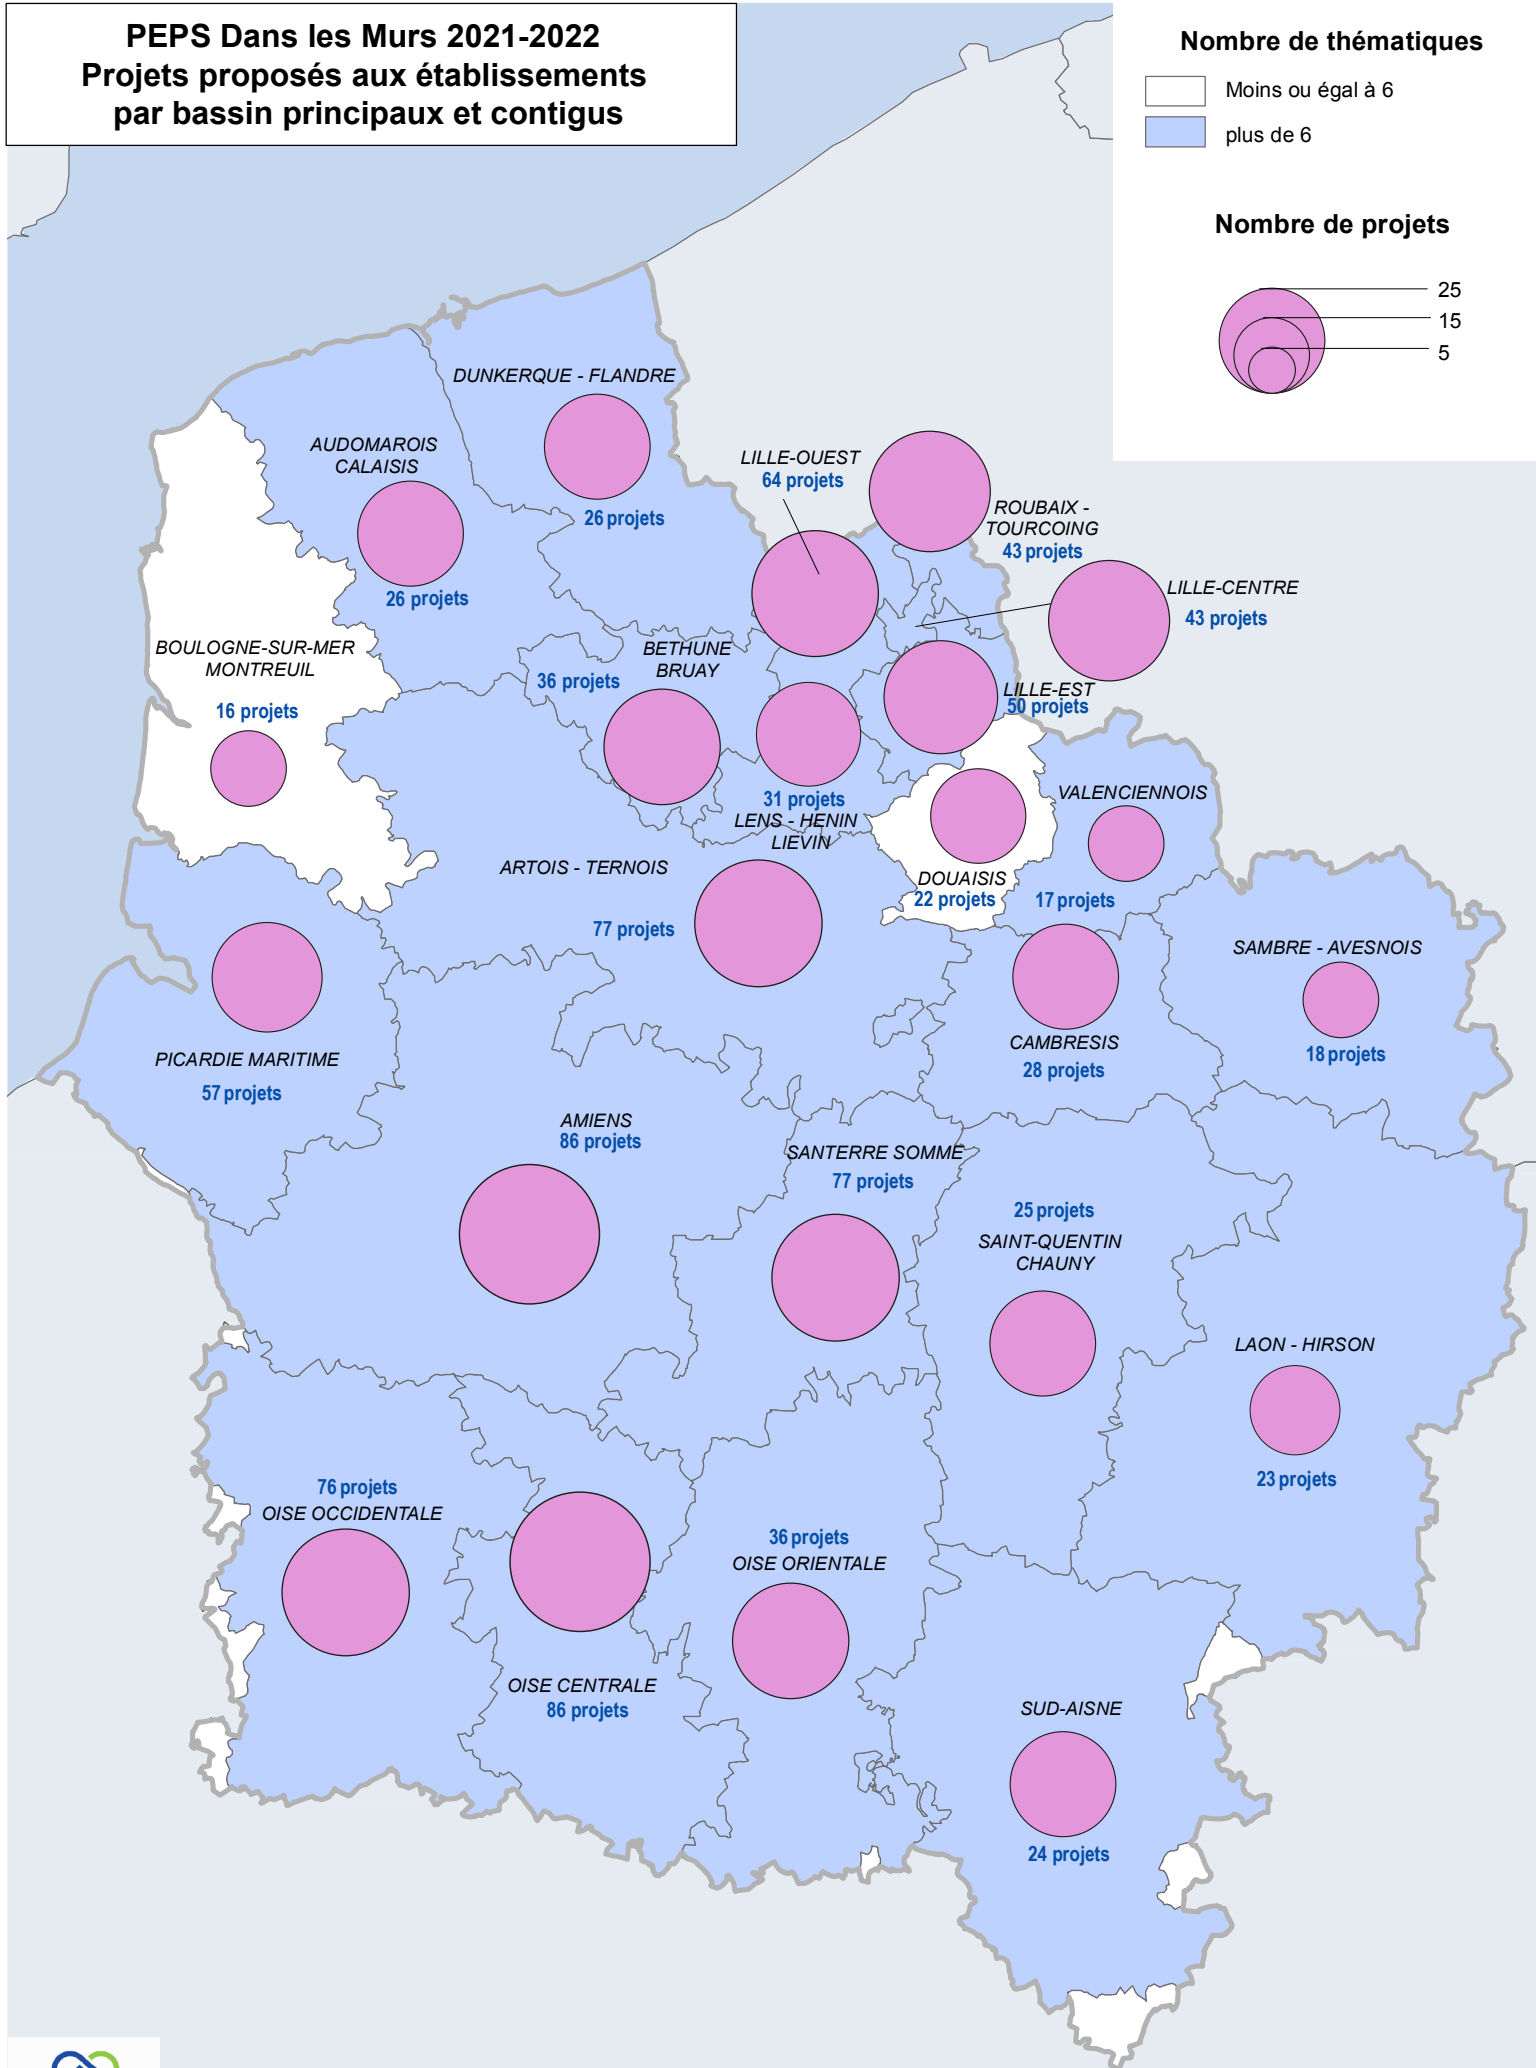 PEPS Dans les Murs 2021-2022
Projets proposés aux établissements
par bassin principaux et contigus
Nombre de thématiques
Moins ou égal à 6
plus de 6
Nombre de projets
25
15
5
DUNKERQUE - FLANDRE
26 projets
AUDOMAROIS
CALAISIS
26 projets
LILLE-OUEST
64 projets
ROUBAIX -
TOURCOING
43 projets
LILLE-CENTRE
43 projets
BOULOGNE-SUR-MER
MONTREUIL
16 projets
BETHUNE
BRUAY
36 projets
LILLE-EST
50 projets
31 projets
LENS - HENIN
LIEVIN
VALENCIENNOIS
17 projets
DOUAISIS
22 projets
ARTOIS - TERNOIS
77 projets
SAMBRE - AVESNOIS
18 projets
CAMBRESIS
28 projets
PICARDIE MARITIME
57 projets
AMIENS
86 projets
SANTERRE SOMME
77 projets
25 projets
SAINT-QUENTIN
CHAUNY
LAON - HIRSON
23 projets
76 projets
OISE OCCIDENTALE
36 projets
OISE ORIENTALE
OISE CENTRALE
86 projets
SUD-AISNE
24 projets